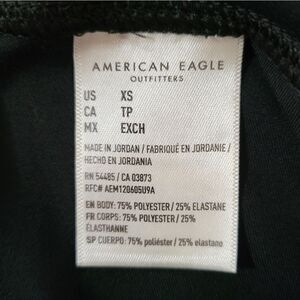 AMERICAN EAGLE
OUTFITTERS
US XS
CA TP
MX EXCH
MADE IN JORDAN / FABRIQUÉ EN JORDANIE /
HECHO EN JORDANIA
RN 54485 / CA 03873
RFC# AEM120605U9A
EN BODY: 75% POLYESTER / 25% ELASTANE
FR CORPS: 75% POLYESTER / 25%
ÉLASTHANNE
SP CUERPO: 75% poliéster / 25% elastano